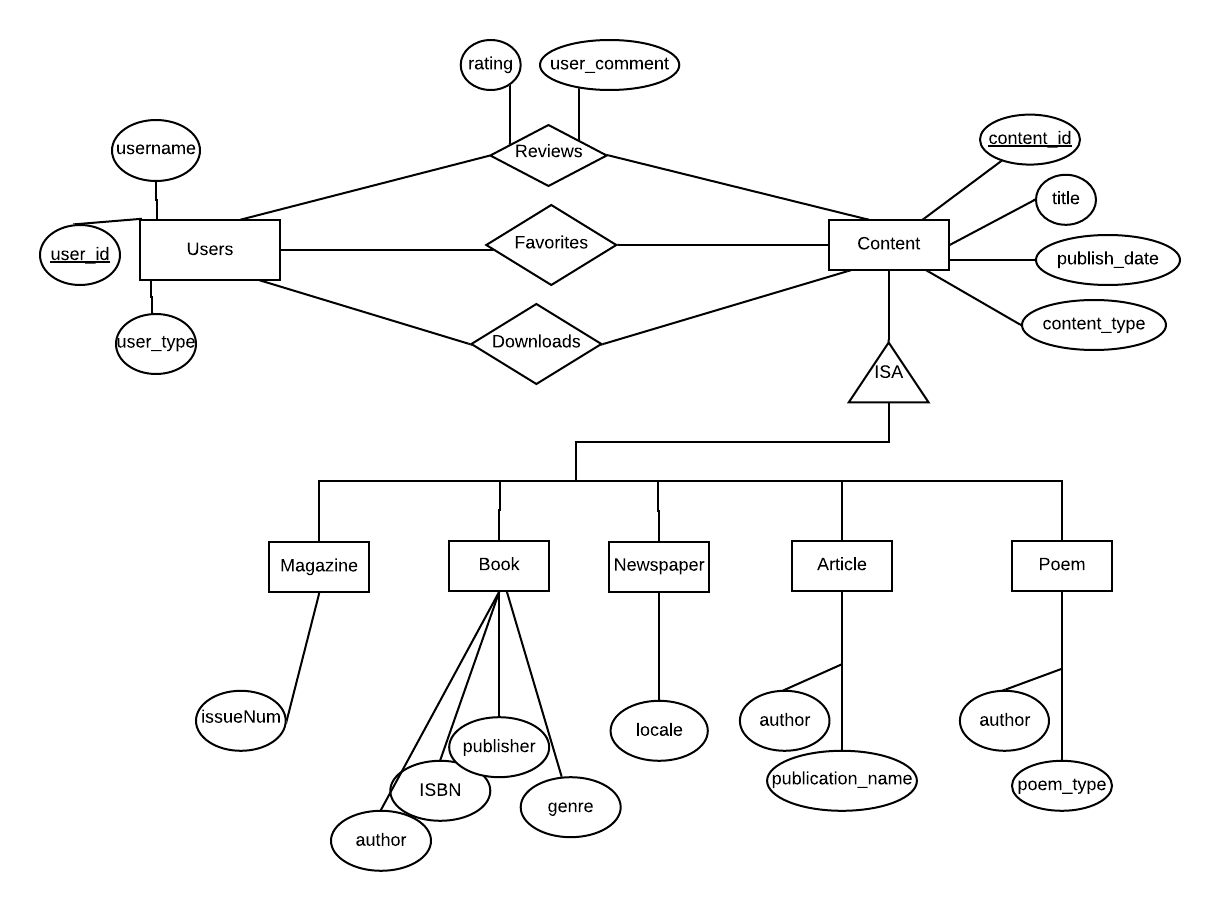 rating
user_comment
username
content_id
Reviews
title
user_id
Users
Favorites
Content
publish_date
user_type
Downloads
content_type
ISA
Magazine
Book
Newspaper
Article
Poem
issueNum
publisher
locale
author
author
ISBN
genre
publication_name
poem_type
author